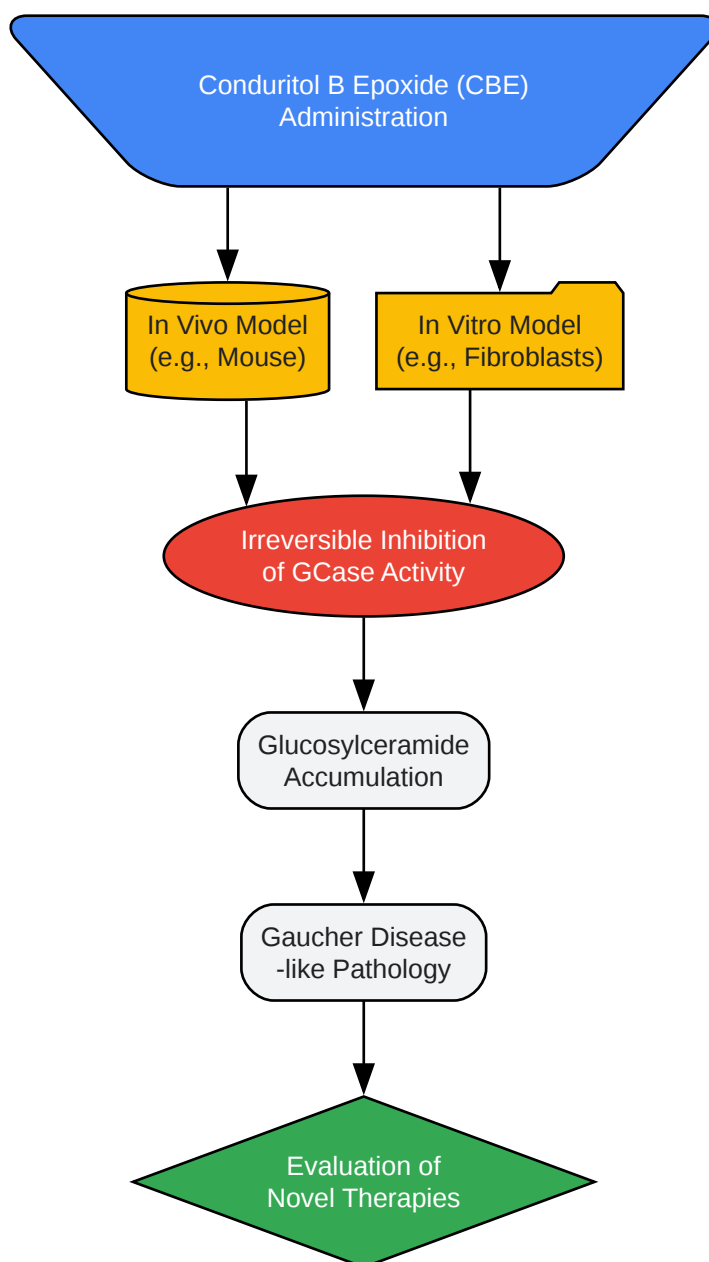 Conduritol B Epoxide (CBE)
Administration
In Vivo Model
(e.g., Mouse)
In Vitro Model
(e.g., Fibroblasts)
Irreversible Inhibition
of GCase Activity
Glucosylceramide
Accumulation
Gaucher Disease
-like Pathology
Evaluation of
Novel Therapies